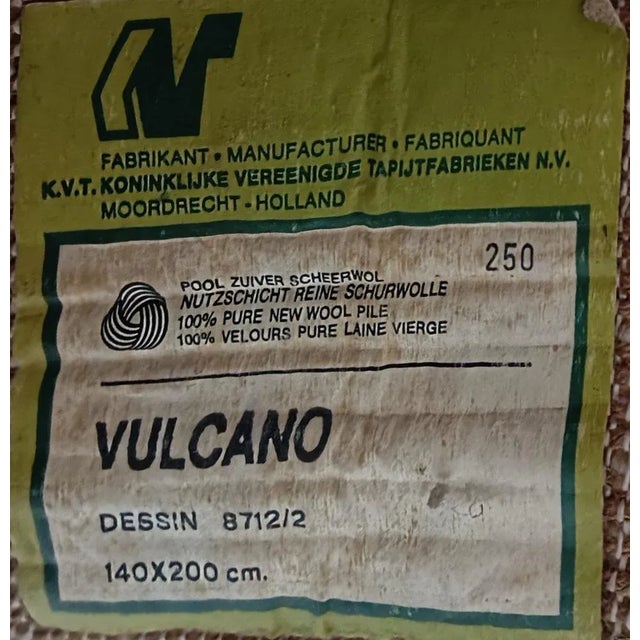 FABRIKANT • MANUFACTURER • FABRIQUANT
K.V.T. KONINKLIJKE VEREENIGDE TAPIJTFABRIEKEN N.V.
MOORDRECHT - HOLLAND
250
POOL ZUIVER SCHEERWOL
NUTZSCHICHT REINE SCHURWOLLE
100% PURE NEW WOOL PILE
100% VELOURS PURE LAINE VIERGE
VULCANO
DESSIN 8712/2
140X200 cm.